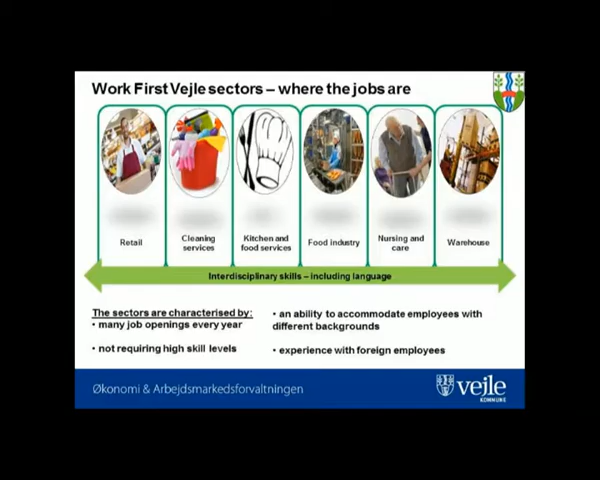 Work First Vejle sectors – where the jobs are
Retail
Cleaning
services
Kitchen and
food services
Food industry
Nursing and
care
Warehouse
Interdisciplinary skills – including language
The sectors are characterised by:
• many job openings every year
• not requiring high skill levels
• an ability to accommodate employees with
different backgrounds
• experience with foreign employees
Økonomi & Arbejdsmarkedsforvaltningen
vejle
KOMMUNE